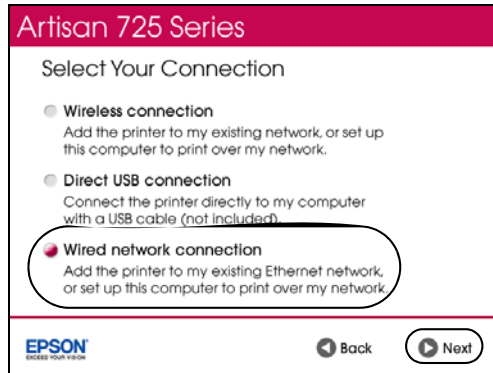 Artisan 725 Series
Select Your Connection
Wireless connection
Add the printer to my existing network, or set up
this computer to print over my network.
Direct USB connection
Connect the printer directly to my computer
with a USB cable (not included).
Wired network connection
Add the printer to my existing Ethernet network,
or set up this computer to print over my network.
EPSON
EXCEED YOUR VISION
Back
Next